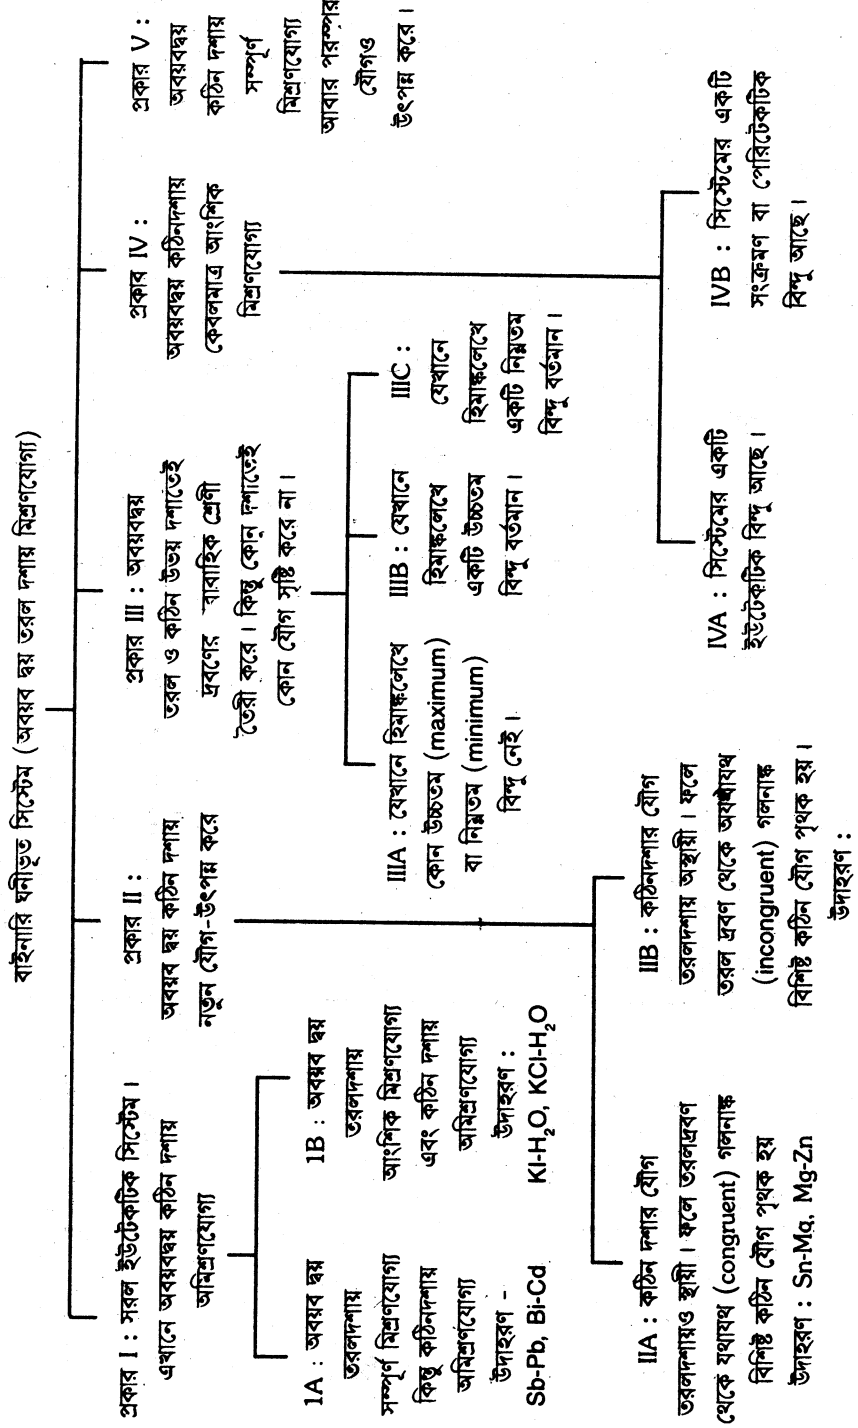 বাইনারি ঘনীভূত সিস্টেম (অবয়ব দ্বয় তরল দশায় মিশ্রণযোগ্য)
প্রকার I : সরল ইউটেকটিক সিস্টেম।
এখানে অবয়বদ্বয় কঠিন দশায়
অমিশ্রণযোগ্য
1A : অবয়ব দ্বয়
তরলদশায়
সম্পূর্ণ মিশ্রণযোগ্য
কিন্তু কঠিনদশায়
অমিশ্রণযোগ্য
উদাহরণ -
Sb-Pb, Bi-Cd
1B : অবয়ব দ্বয়
তরলদশায়
আংশিক মিশ্রণযোগ্য
এবং কঠিন দশায়
অমিশ্রণযোগ্য
উদাহরণ :
KI-H₂O, KCl-H₂O
প্রকার II :
অবয়ব দ্বয় কঠিন দশায়
নতুন যৌগ-উৎপন্ন করে
IIA : কঠিন দশার যৌগ
তরলদশায়ও স্থায়ী। ফলে তরলদ্রবণ
থেকে যথাযথ (congruent) গলনাঙ্ক
বিশিষ্ট কঠিন যৌগ পৃথক হয়
উদাহরণ : Sn-Mg, Mg-Zn
IIB : কঠিনদশার যৌগ
তরলদশায় অস্থায়ী। ফলে
তরল দ্রবণ থেকে অযথাযথ
(incongruent) গলনাঙ্ক
বিশিষ্ট কঠিন যৌগ পৃথক হয়।
উদাহরণ :
প্রকার III : অবয়বদ্বয়
তরল ও কঠিন উভয় দশাতেই
দ্রবণের বাবাহিক শ্রেণী
তৈরী করে। কিন্তু কোন দশাতেই
কোন যৌগ সৃষ্টি করে না।
IIIA : যেখানে হিমাঙ্কলেখে
কোন উচ্চতম (maximum)
বা নিম্নতম (minimum)
বিন্দু নেই।
IIIB : যেখানে
হিমাঙ্কলেখে
একটি উচ্চতম
বিন্দু বর্তমান।
IIIC :
যেখানে
হিমাঙ্কলেখে
একটি নিম্নতম
বিন্দু বর্তমান।
প্রকার IV :
অবয়বদ্বয় কঠিনদশায়
কেবলমাত্র আংশিক
মিশ্রণযোগ্য
IVA : সিস্টেমের একটি
ইউটেকটিক বিন্দু আছে।
IVB : সিস্টেমের একটি
সংক্রমণ বা পেরিটেকটিক
বিন্দু আছে।
প্রকার V :
অবয়বদ্বয়
কঠিন দশায়
সম্পূর্ণ
মিশ্রণযোগ্য
আবার পরস্পর
যৌগও
উৎপন্ন করে।